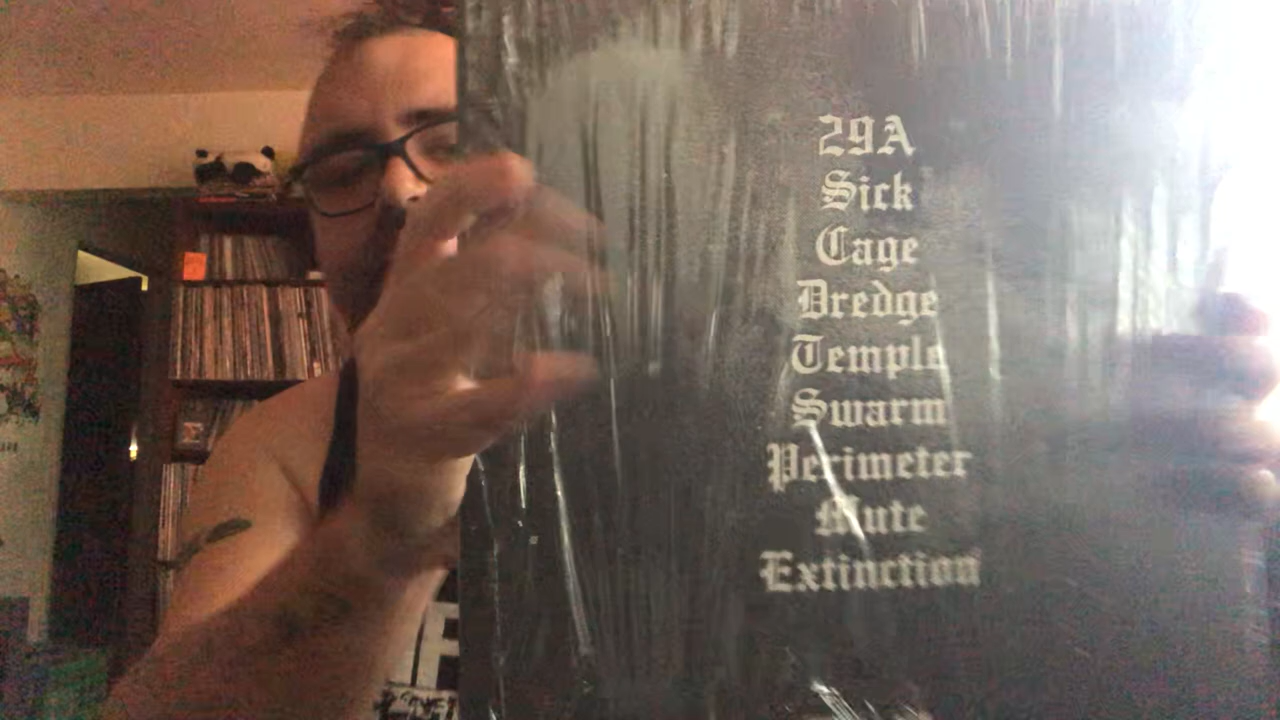 29A
Sick
Cage
Dredge
Temple
Swarm
Perimeter
Mute
Extinction